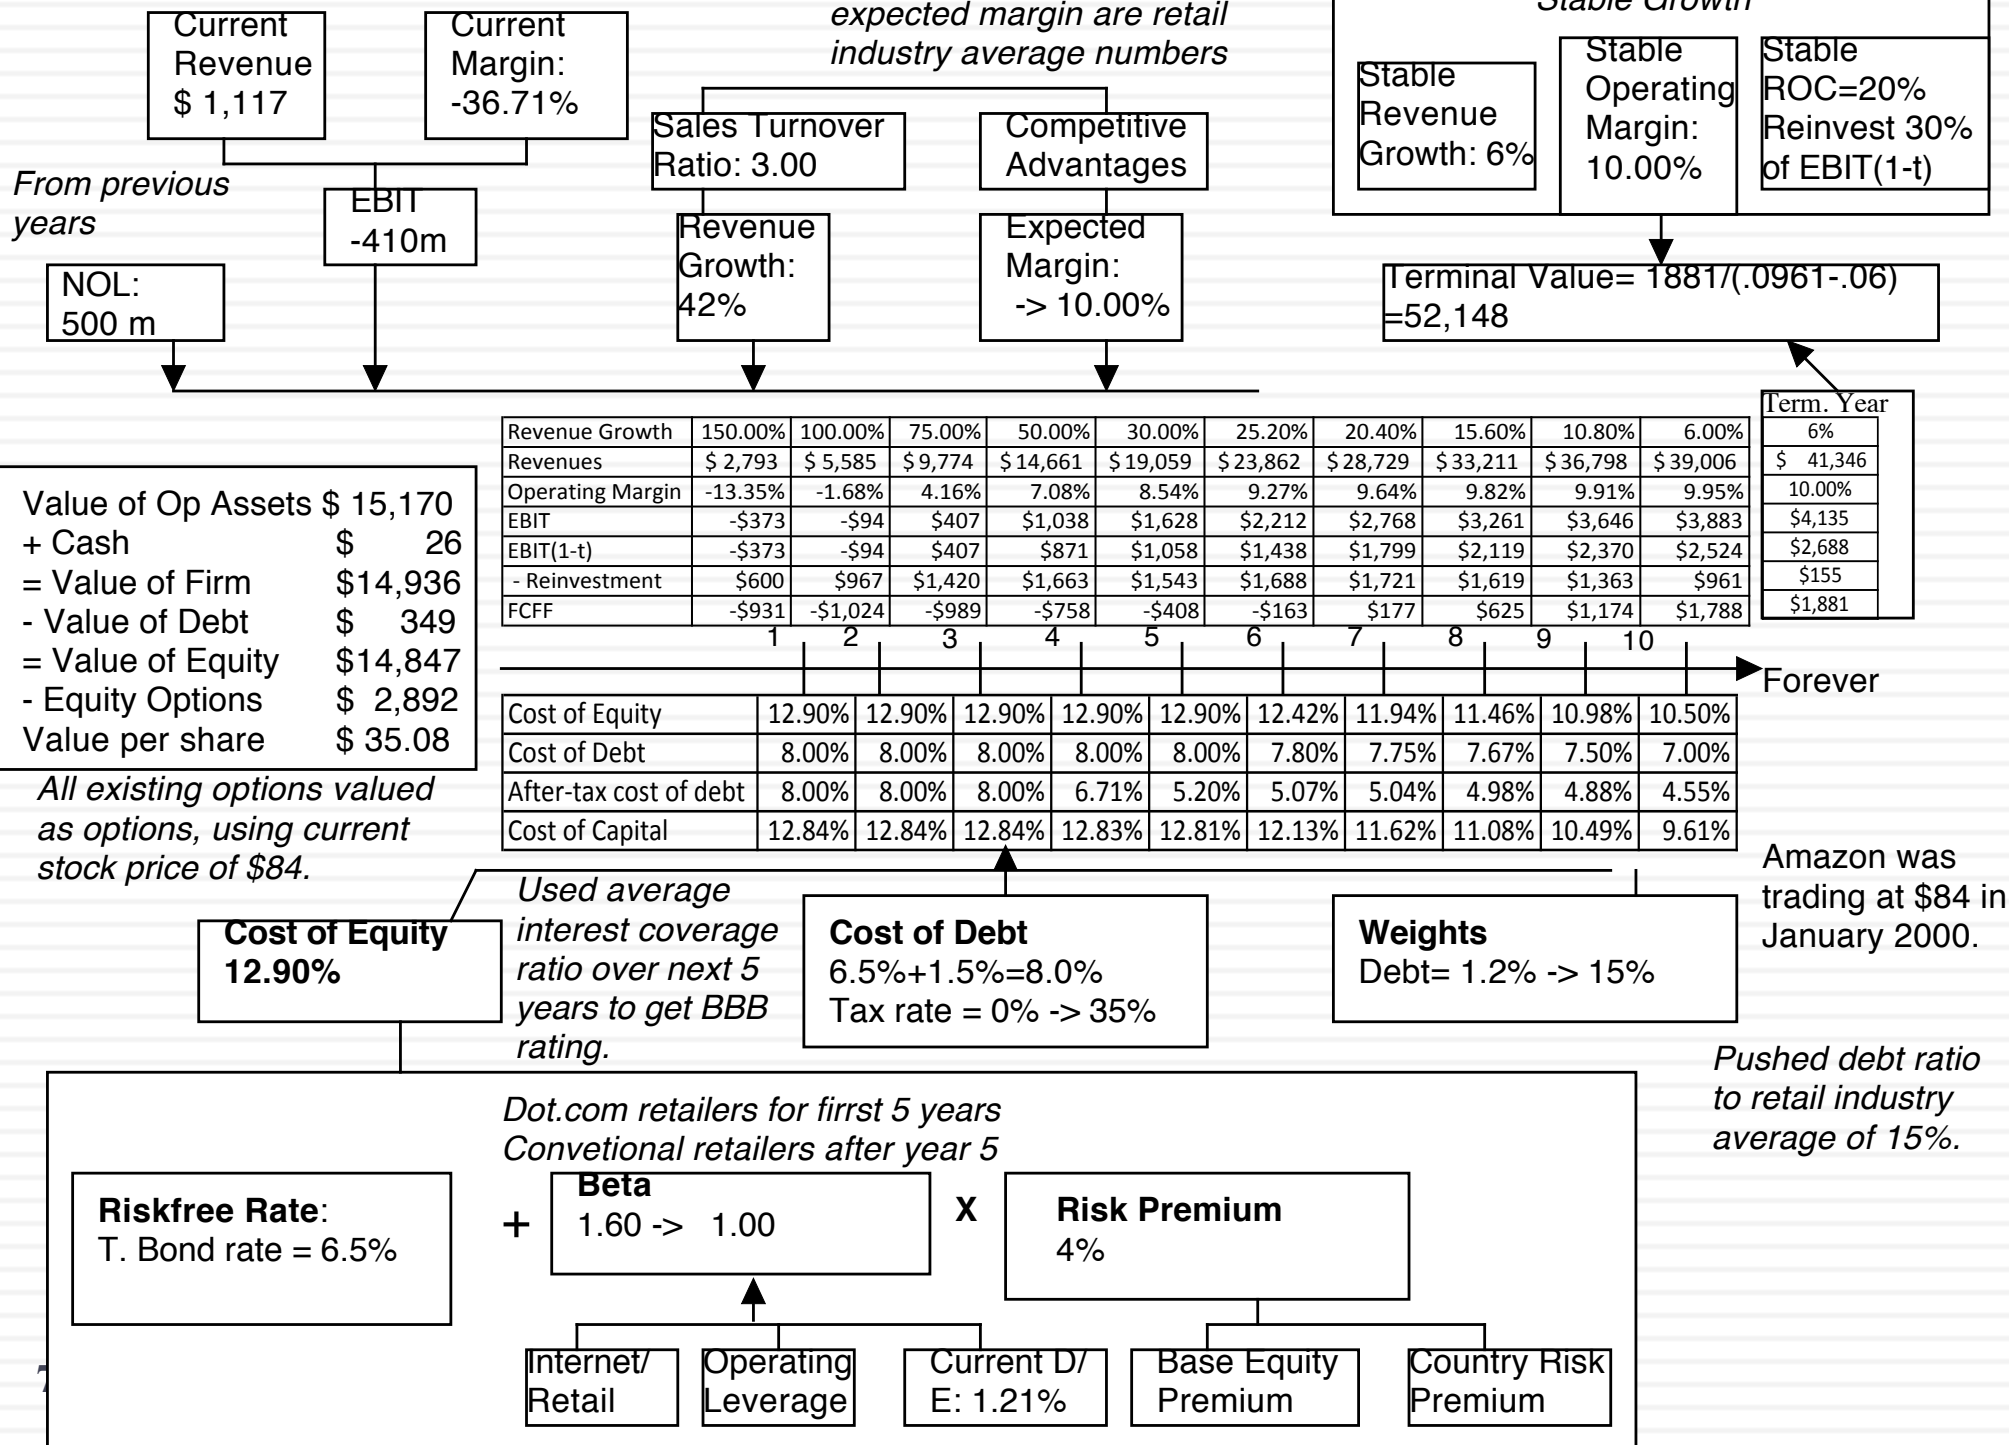 expected margin are retail
industry average numbers
Stable Growth
Current
Revenue
$ 1,117
Current
Margin:
-36.71%
Sales Turnover
Ratio: 3.00
Competitive
Advantages
Stable
Revenue
Growth: 6%
Stable
Operating
Margin:
10.00%
Stable
ROC=20%
Reinvest 30%
of EBIT(1-t)
From previous
years
EBIT
-410m
NOL:
500 m
Revenue
Growth:
42%
Expected
Margin:
-> 10.00%
Terminal Value= 1881/(.0961-.06)
=52,148
Term. Year
6%
$ 41,346
10.00%
$4,135
$2,688
$155
$1,881
Revenue Growth 150.00% 100.00% 75.00% 50.00% 30.00% 25.20% 20.40% 15.60% 10.80% 6.00%
Revenues $ 2,793 $ 5,585 $ 9,774 $ 14,661 $ 19,059 $ 23,862 $ 28,729 $ 33,211 $ 36,798 $ 39,006
Operating Margin -13.35% -1.68% 4.16% 7.08% 8.54% 9.27% 9.64% 9.82% 9.91% 9.95%
EBIT -$373 -$94 $407 $1,038 $1,628 $2,212 $2,768 $3,261 $3,646 $3,883
EBIT(1-t) -$373 -$94 $407 $871 $1,058 $1,438 $1,799 $2,119 $2,370 $2,524
- Reinvestment $600 $967 $1,420 $1,663 $1,543 $1,688 $1,721 $1,619 $1,363 $961
FCFF -$931 -$1,024 -$989 -$758 -$408 -$163 $177 $625 $1,174 $1,788
1 2 3 4 5 6 7 8 9 10
Forever
Value of Op Assets $ 15,170
+ Cash $ 26
= Value of Firm $14,936
- Value of Debt $ 349
= Value of Equity $14,847
- Equity Options $ 2,892
Value per share $ 35.08
All existing options valued
as options, using current
stock price of $84.
Cost of Equity 12.90% 12.90% 12.90% 12.90% 12.90% 12.42% 11.94% 11.46% 10.98% 10.50%
Cost of Debt 8.00% 8.00% 8.00% 8.00% 8.00% 7.80% 7.75% 7.67% 7.50% 7.00%
After-tax cost of debt 8.00% 8.00% 8.00% 6.71% 5.20% 5.07% 5.04% 4.98% 4.88% 4.55%
Cost of Capital 12.84% 12.84% 12.84% 12.83% 12.81% 12.13% 11.62% 11.08% 10.49% 9.61%
Amazon was
trading at $84 in
January 2000.
Cost of Equity
12.90%
Used average
interest coverage
ratio over next 5
years to get BBB
rating.
Cost of Debt
6.5%+1.5%=8.0%
Tax rate = 0% -> 35%
Weights
Debt= 1.2% -> 15%
Pushed debt ratio
to retail industry
average of 15%.
Dot.com retailers for firrst 5 years
Convetional retailers after year 5
Riskfree Rate:
T. Bond rate = 6.5%
+
Beta
1.60 -> 1.00
X
Risk Premium
4%
Internet/
Retail
Operating
Leverage
Current D/
E: 1.21%
Base Equity
Premium
Country Risk
Premium